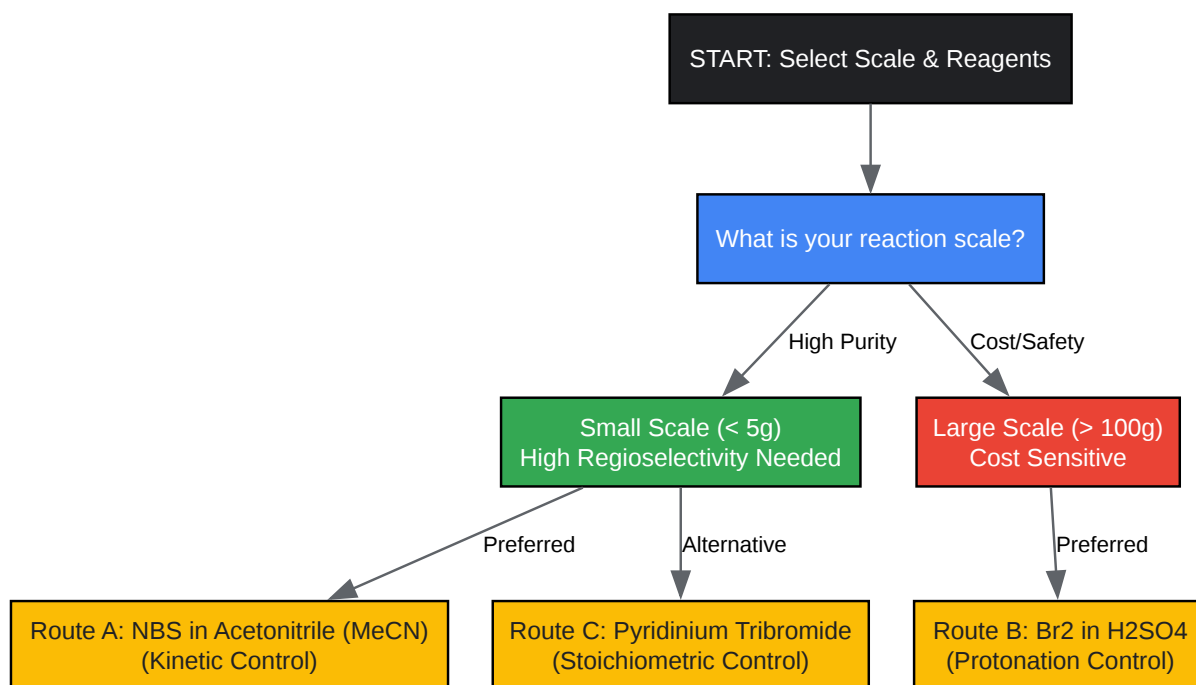 START: Select Scale & Reagents
What is your reaction scale?
High Purity
Cost/Safety
Small Scale (< 5g)
High Regioselectivity Needed
Large Scale (> 100g)
Cost Sensitive
Preferred
Alternative
Preferred
Route A: NBS in Acetonitrile (MeCN)
(Kinetic Control)
Route C: Pyridinium Tribromide
(Stoichiometric Control)
Route B: Br2 in H2SO4
(Protonation Control)